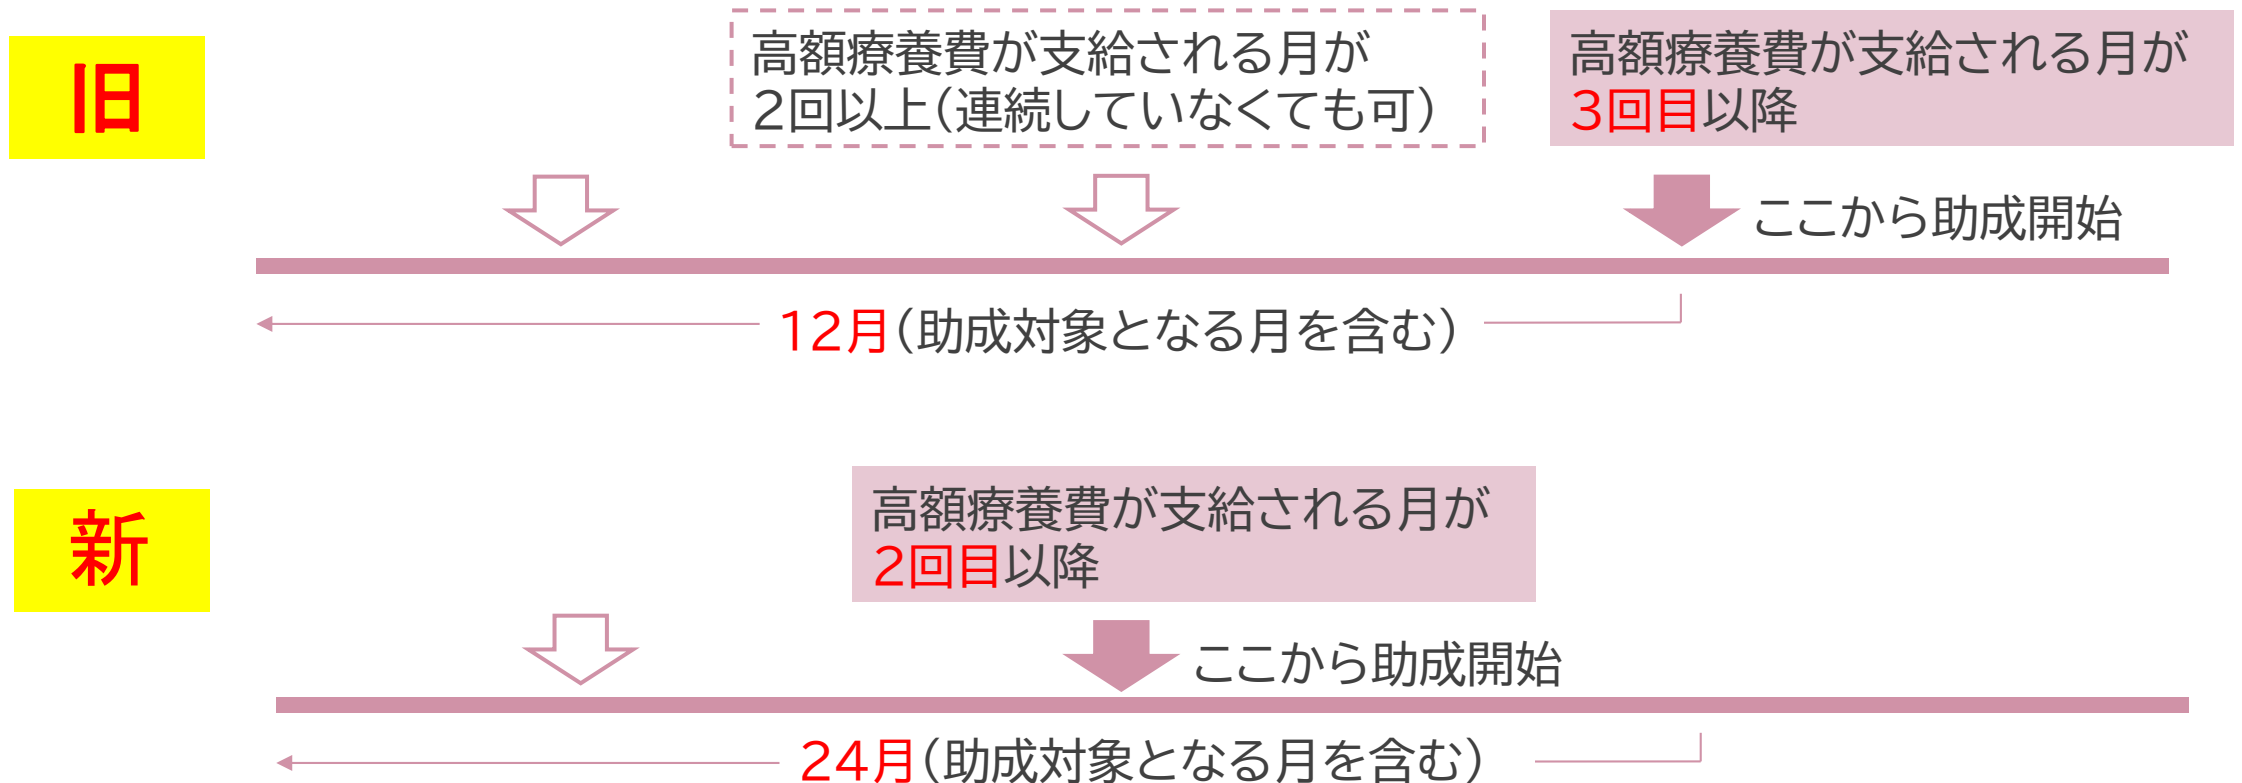 旧
高額療養費が支給される月が
2回以上(連続していなくても可)
高額療養費が支給される月が
3回目以降
ここから助成開始
12月(助成対象となる月を含む)
新
高額療養費が支給される月が
2回目以降
ここから助成開始
24月(助成対象となる月を含む)